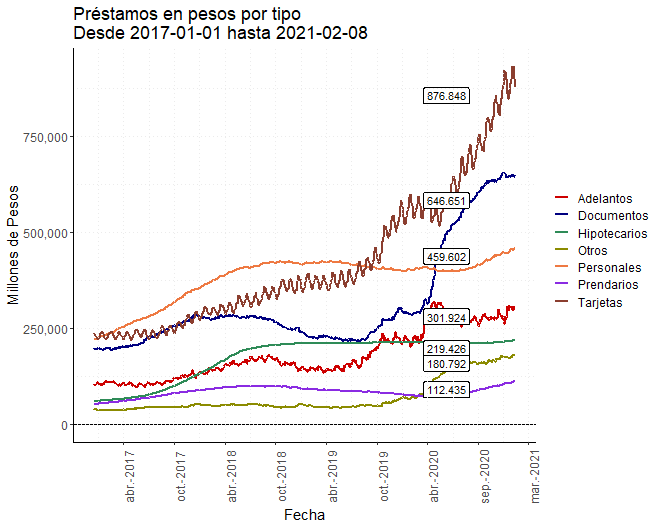 Préstamos en pesos por tipo
Desde 2017-01-01 hasta 2021-02-08
Millones de Pesos
750,000
500,000
250,000
0
876.848
646.651
459.602
301.924
219.426
180.792
112.435
Adelantos
Documentos
Hipotecarios
Otros
Personales
Prendarios
Tarjetas
abr.-2017
oct.-2017
abr.-2018
oct.-2018
abr.-2019
oct.-2019
abr.-2020
sep.-2020
mar.-2021
Fecha